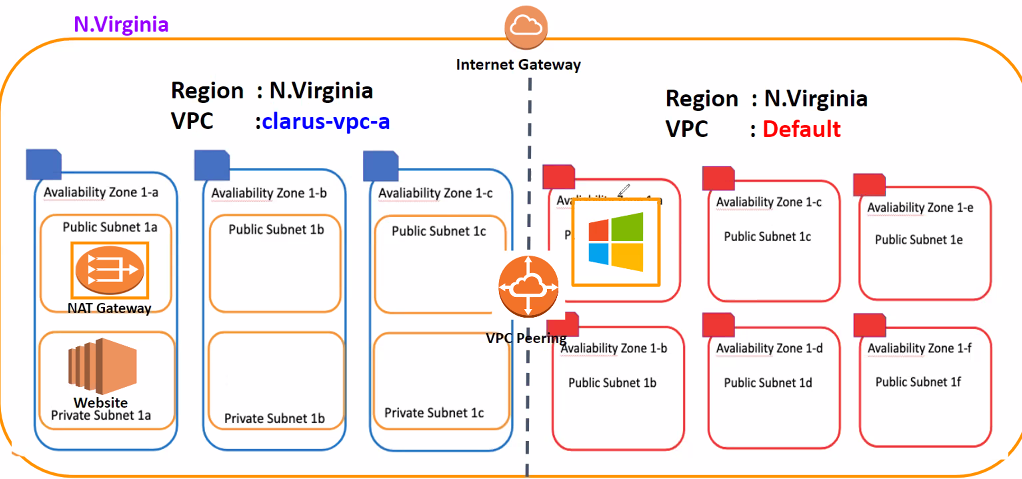 N.Virginia
Internet Gateway
Region : N.Virginia
VPC :clarus-vpc-a
Avaliability Zone 1-a
Public Subnet 1a
NAT Gateway
Website
Private Subnet 1a
Avaliability Zone 1-b
Public Subnet 1b
Private Subnet 1b
Avaliability Zone 1-c
Public Subnet 1c
Private Subnet 1c
VPC Peering
Region : N.Virginia
VPC : Default
Avaliability Zone 1-c
Public Subnet 1c
Avaliability Zone 1-e
Public Subnet 1e
Avaliability Zone 1-b
Public Subnet 1b
Avaliability Zone 1-d
Public Subnet 1d
Avaliability Zone 1-f
Public Subnet 1f